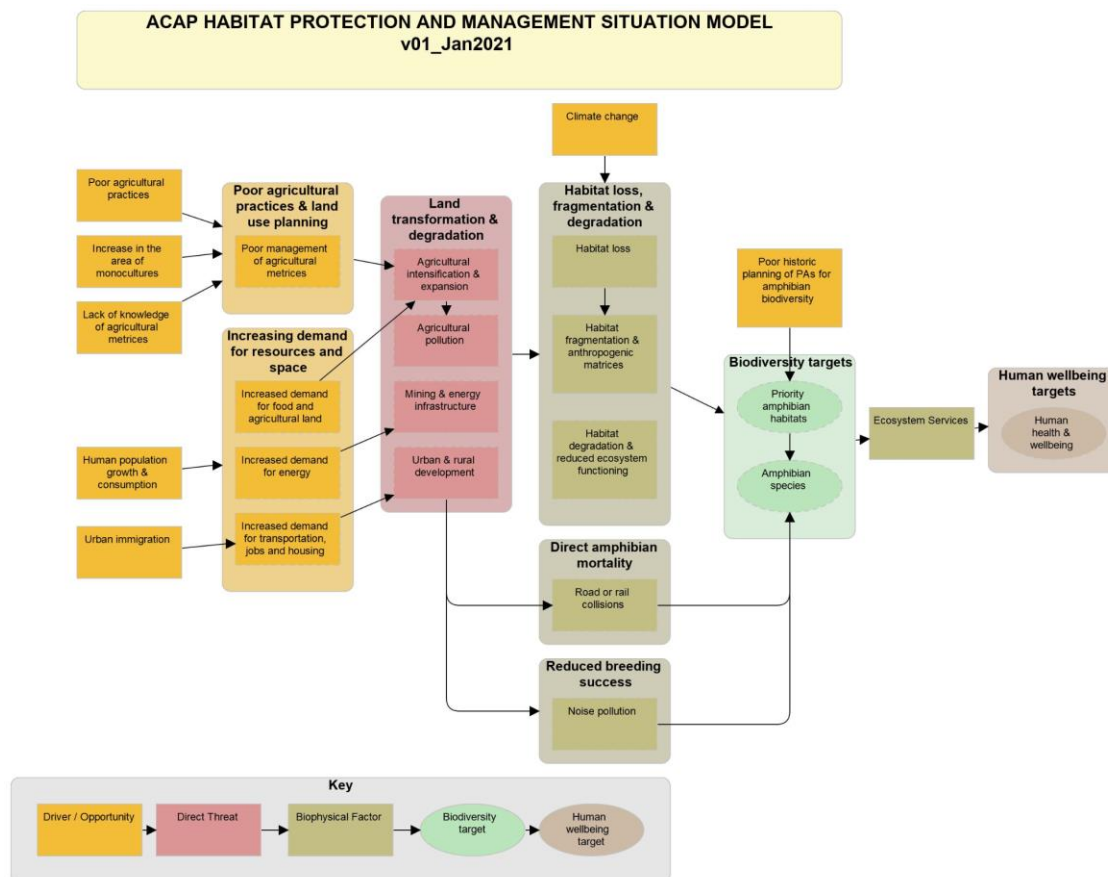 ACAP HABITAT PROTECTION AND MANAGEMENT SITUATION MODEL
v01_Jan2021
Climate change
Poor agricultural
practices
Increase in the
area of
monocultures
Lack of knowledge
of agricultural
metrices
Human population
growth &
consumption
Urban immigration
Poor agricultural
practices & land
use planning
Poor management
of agricultural
metrices
Increasing demand
for resources and
space
Increased demand
for food and
agricultural land
Increased demand
for energy
Increased demand
for transportation,
jobs and housing
Land
transformation &
degradation
Agricultural
intensification &
expansion
Agricultural
pollution
Mining & energy
infrastructure
Urban & rural
development
Habitat loss,
fragmentation &
degradation
Habitat loss
Habitat
fragmentation &
anthropogenic
matrices
Habitat
degradation &
reduced ecosystem
functioning
Direct amphibian
mortality
Road or rail
collisions
Reduced breeding
success
Noise pollution
Poor historic
planning of PAs for
amphibian
biodiversity
Biodiversity targets
Priority
amphibian
habitats
Amphibian
species
Ecosystem Services
Human wellbeing
targets
Human
health &
wellbeing
Key
Driver / Opportunity
Direct Threat
Biophysical Factor
Biodiversity
target
Human
wellbeing
target